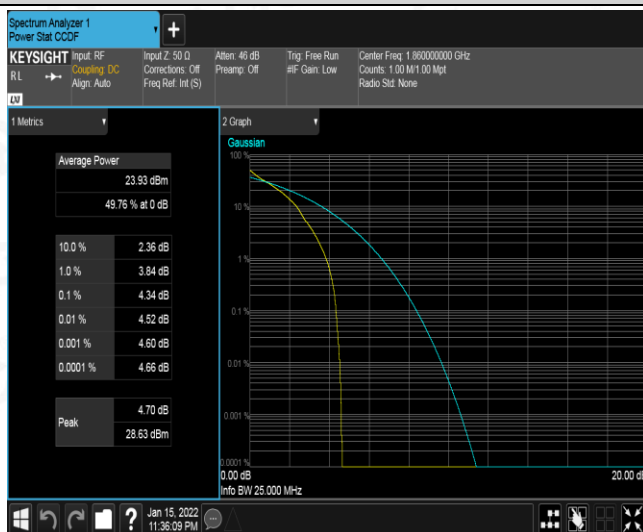 Spectrum Analyzer 1
Power Stat CCDF
+
KEYSIGHT
RL
LXI
Input: RF
Coupling: DC
Align: Auto
Input Z: 50 Ω
Corrections: Off
Freq Ref: Int (S)
Atten: 46 dB
Preamp: Off
Trig: Free Run
#IF Gain: Low
Center Freq: 1.860000000 GHz
Counts: 1.00 M/1.00 Mpt
Radio Std: None
1 Metrics
Average Power
23.93 dBm
49.76 % at 0 dB
10.0 % 2.36 dB
1.0 % 3.84 dB
0.1 % 4.34 dB
0.01 % 4.52 dB
0.001 % 4.60 dB
0.0001 % 4.66 dB
Peak
4.70 dB
28.63 dBm
2 Graph
Gaussian
100 %
10 %
1 %
0.1 %
0.01 %
0.001 %
0.0001 %
0.00 dB
20.00 dB
Info BW 25.000 MHz
?
Jan 15, 2022
11:36:09 PM